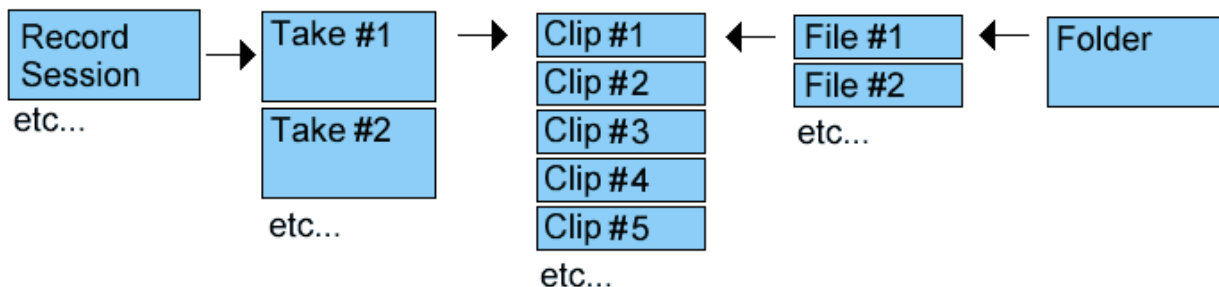 Record
Session
etc...
Take #1
Take #2
etc...
Clip #1
Clip #2
Clip #3
Clip #4
Clip #5
etc...
File #1
File #2
etc...
Folder